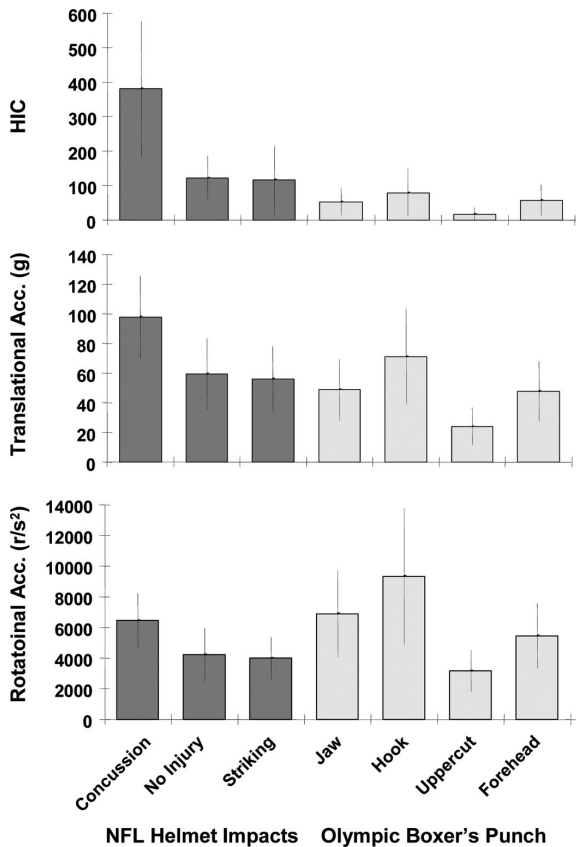 HIC
600
500
400
300
200
100
0
Translational Acc. (g)
140
120
100
80
60
40
20
0
Rotatoinal Acc. (r/s²)
14000
12000
10000
8000
6000
4000
2000
0
Concussion
No Injury
Striking
Jaw
Hook
Uppercut
Forehead
NFL Helmet Impacts Olympic Boxer's Punch